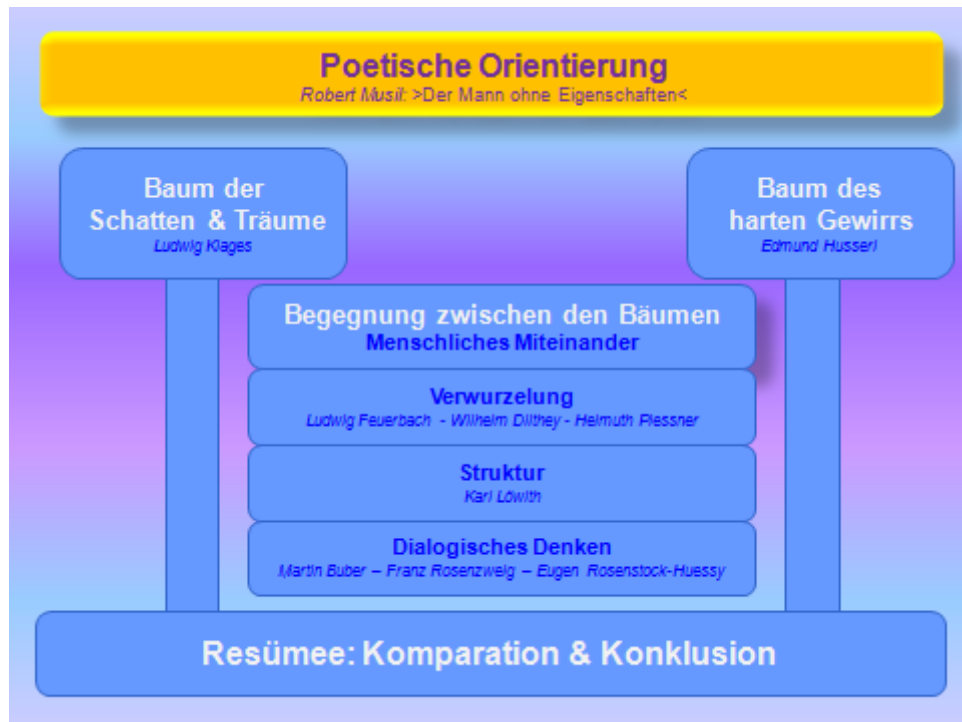 Poetische Orientierung
Robert Musil: >Der Mann ohne Eigenschaften<
Baum der
Schatten & Träume
Ludwig Klages
Baum des
harten Gewirrs
Edmund Husserl
Begegnung zwischen den Bäumen
Menschliches Miteinander
Verwurzelung
Ludwig Feuerbach - Wilhelm Dilthey - Helmuth Plessner
Struktur
Karl Löwith
Dialogisches Denken
Martin Buber – Franz Rosenzweig – Eugen Rosenstock-Huessy
Resümee: Komparation & Konklusion